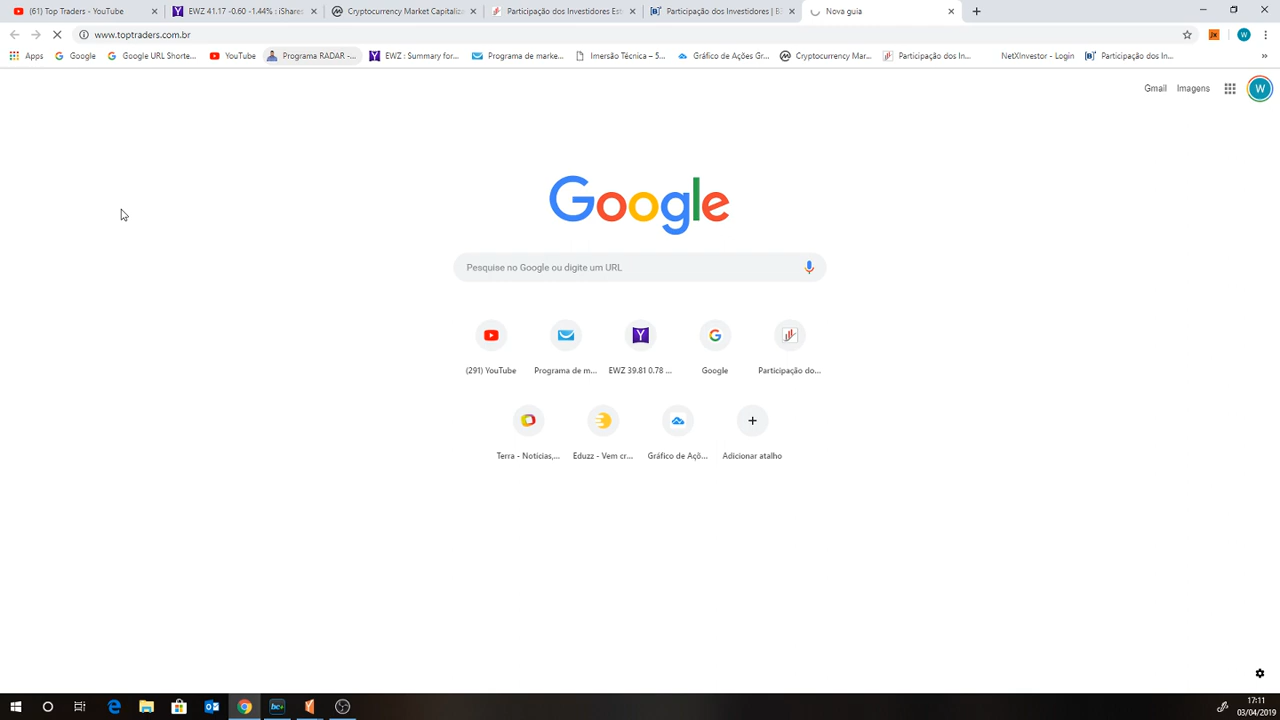 (61) Top Traders - YouTube
EWZ 41.17 -0.60 -1.44% : iShares
Cryptocurrency Market Capitaliz
Participação dos Investidores Est
Participação dos Investidores | B
Nova guia
www.toptraders.com.br
Apps
Google
Google URL Shorte...
YouTube
Programa RADAR -...
EWZ : Summary for...
Programa de marke...
Imersão Técnica – 5...
Gráfico de Ações Gr...
Cryptocurrency Mar...
Participação dos In...
NetXInvestor - Login
Participação dos In...
»
Gmail
Imagens
W
Google
Pesquise no Google ou digite um URL
(291) YouTube
Programa de m...
EWZ 39.81 0.78 ...
Google
Participação do...
Terra - Notícias,...
Eduzz - Vem cr...
Gráfico de Açõ...
Adicionar atalho
17:11
03/04/2019